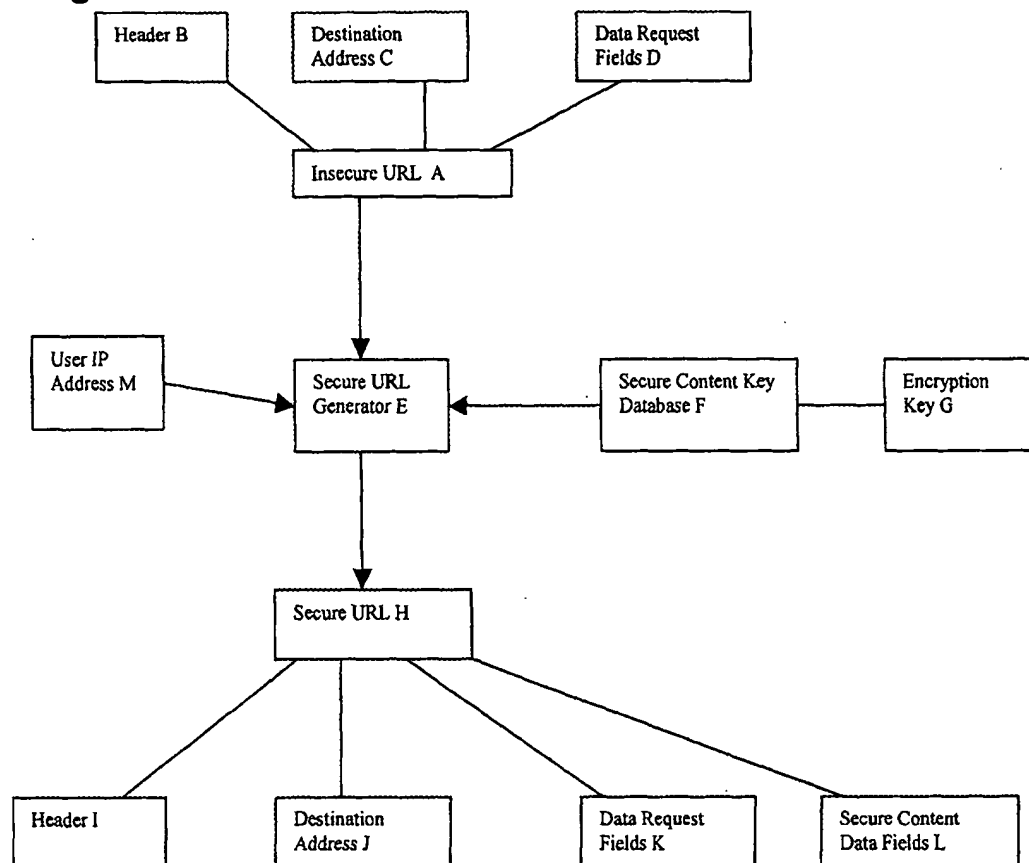 Header B
Destination
Address C
Data Request
Fields D
Insecure URL A
User IP
Address M
Secure URL
Generator E
Secure Content Key
Database F
Encryption
Key G
Secure URL H
Header I
Destination
Address J
Data Request
Fields K
Secure Content
Data Fields L